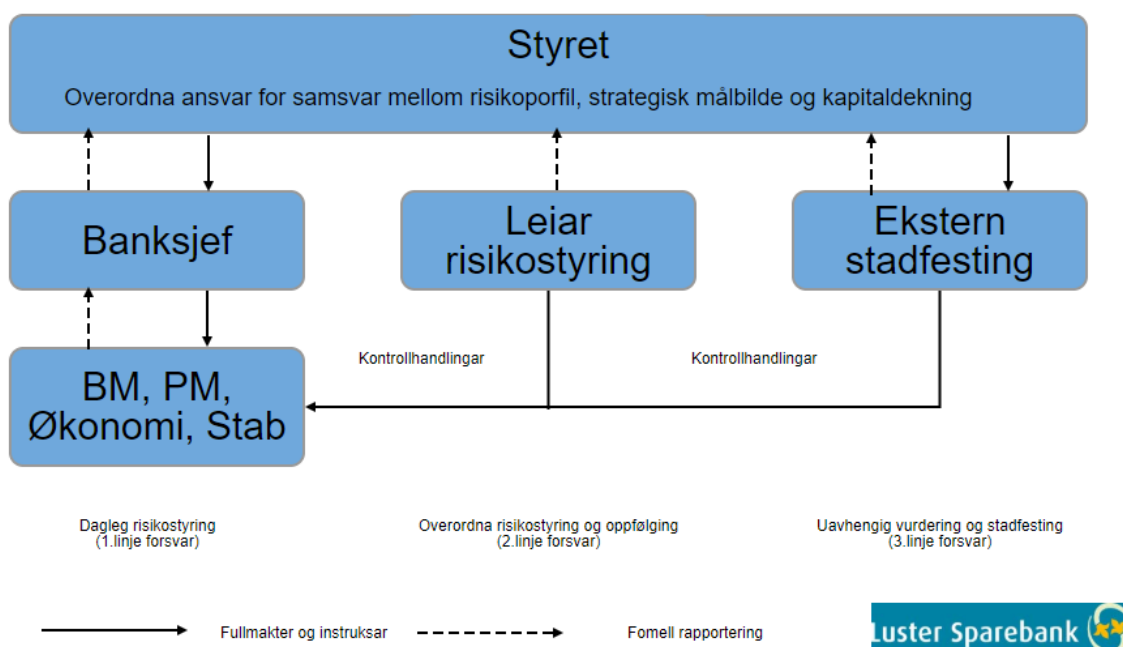 Styret
Overordna ansvar for samsvar mellom risikoporfil, strategisk målbilde og kapitaldekning
Banksjef
Leiar
risikostyring
Ekstern
stadfesting
Kontrollhandlingar
Kontrollhandlingar
BM, PM,
Økonomi, Stab
Dagleg risikostyring
(1.linje forsvar)
Overordna risikostyring og oppfølging
(2.linje forsvar)
Uavhengig vurdering og stadfesting
(3.linje forsvar)
Fullmakter og instruksar
Fomell rapportering
Luster Sparebank